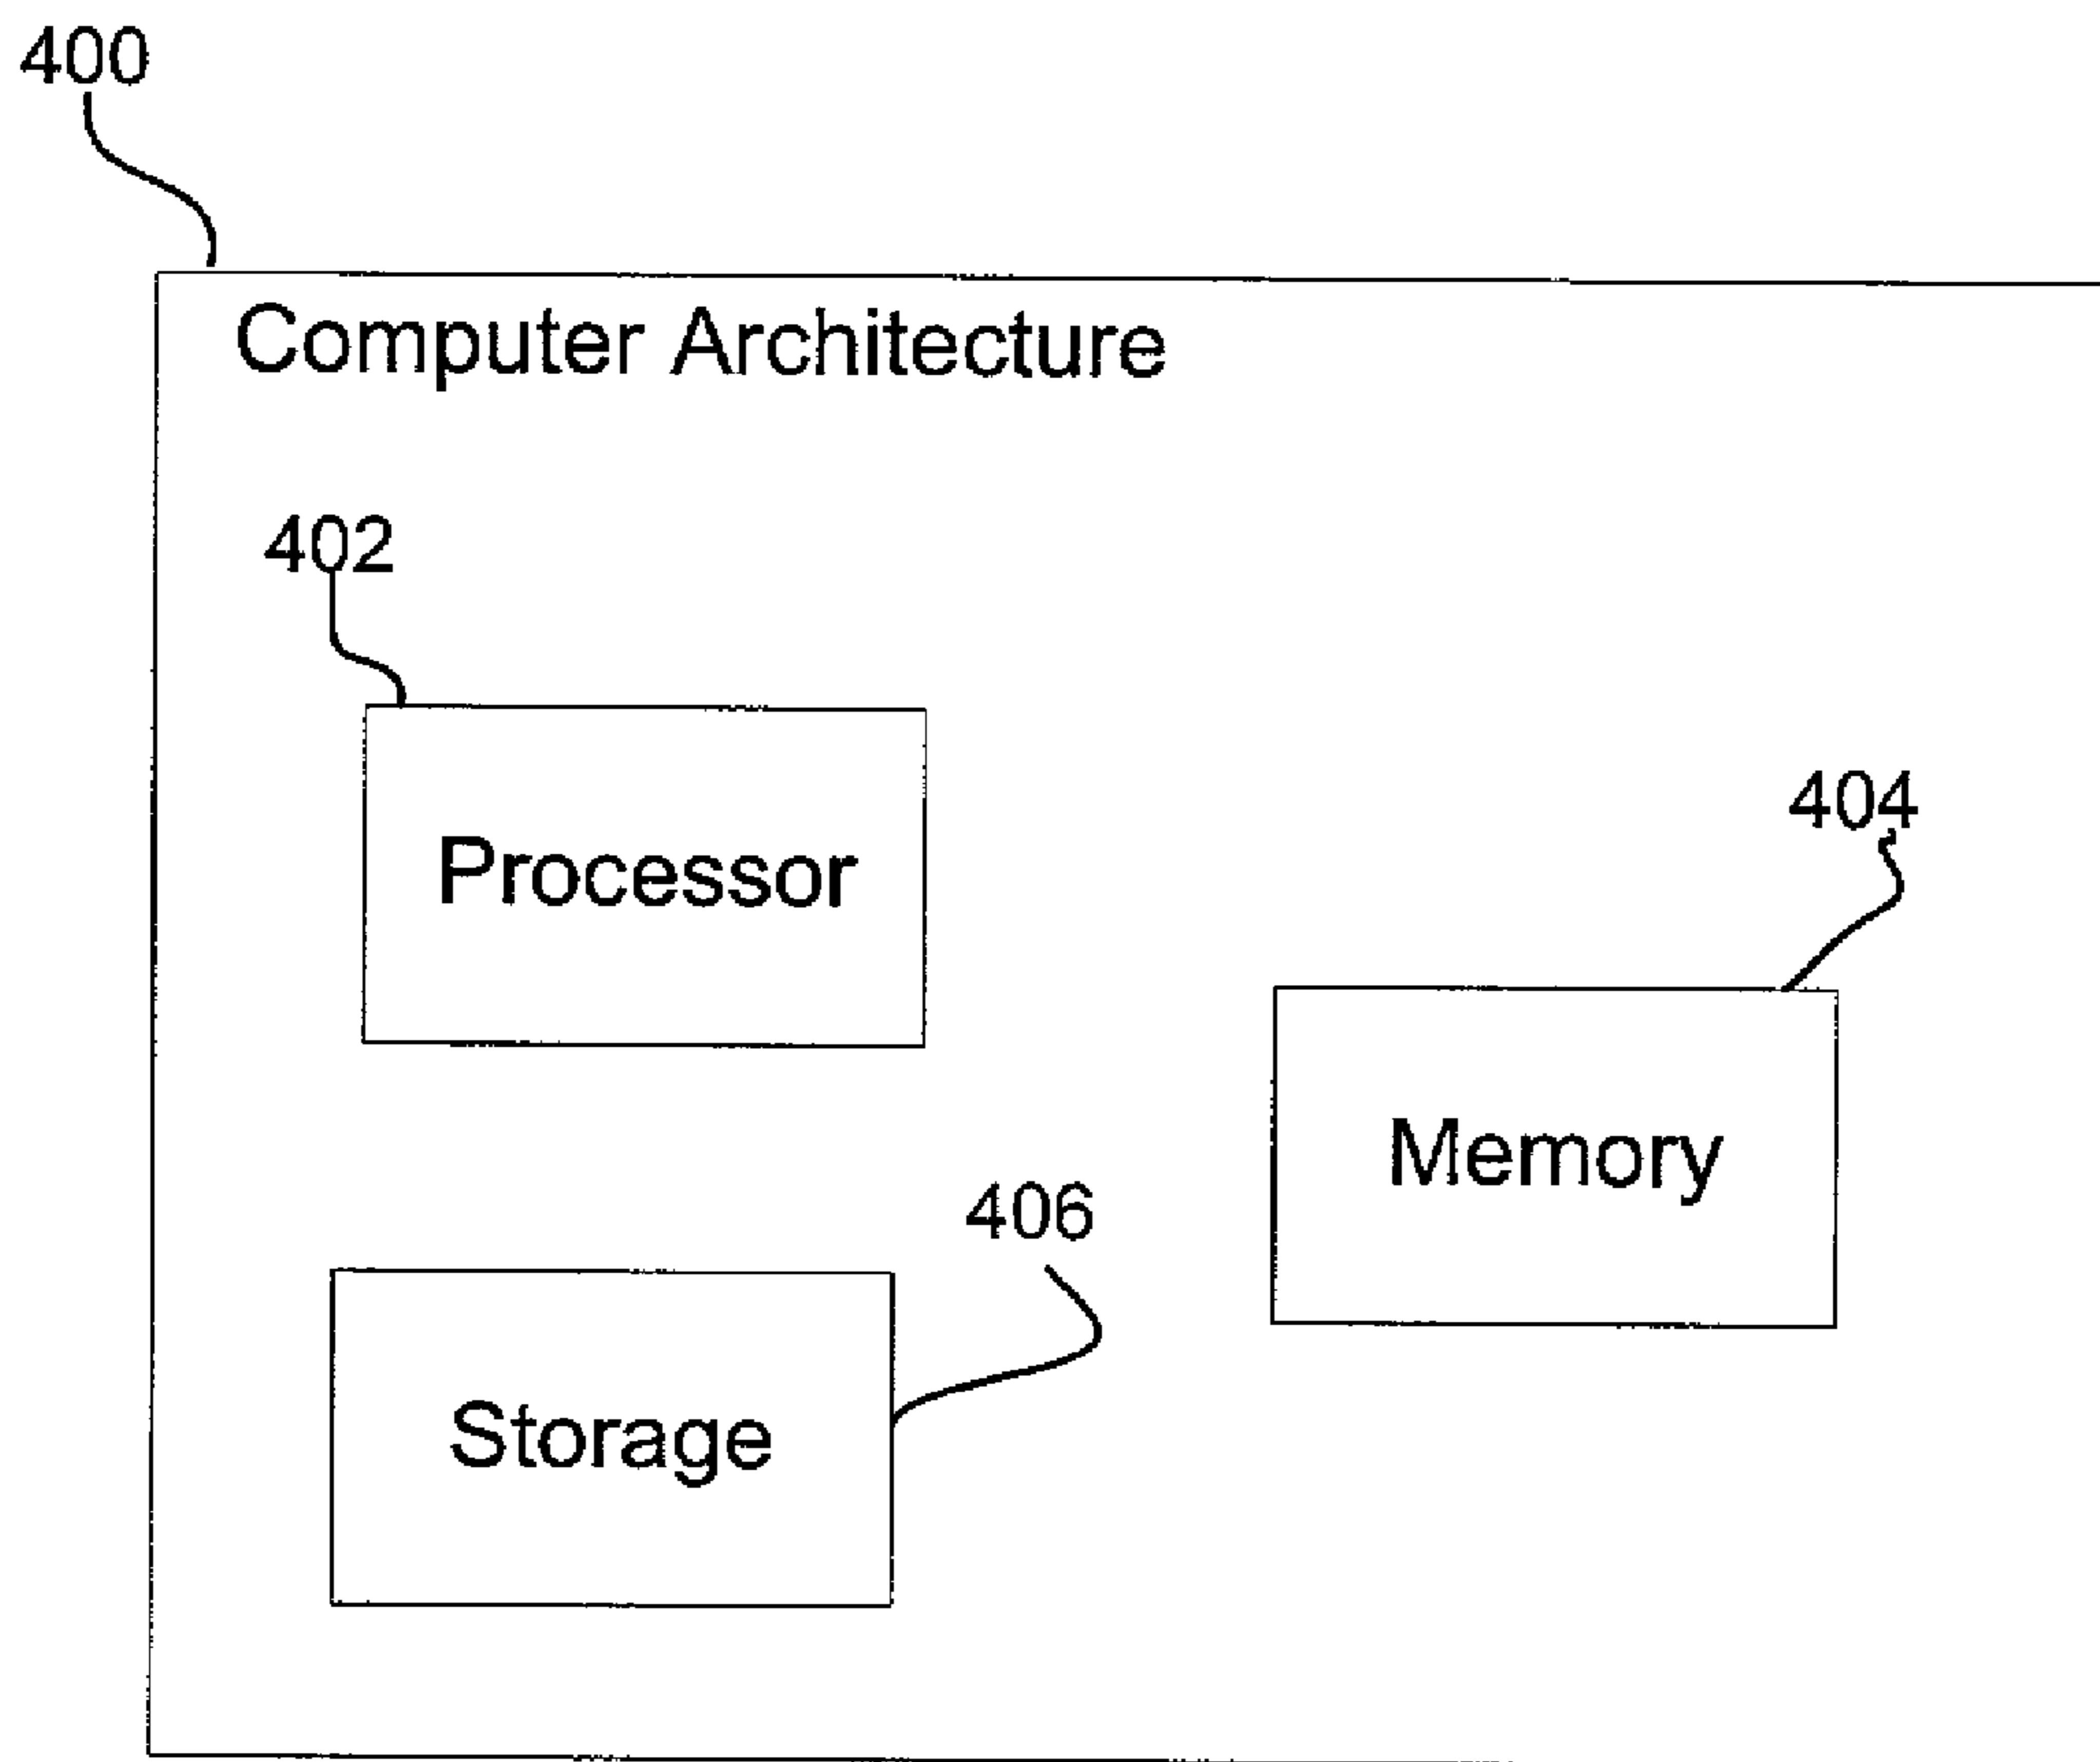 400
Computer Architecture
402
Processor
404
Memory
406
Storage